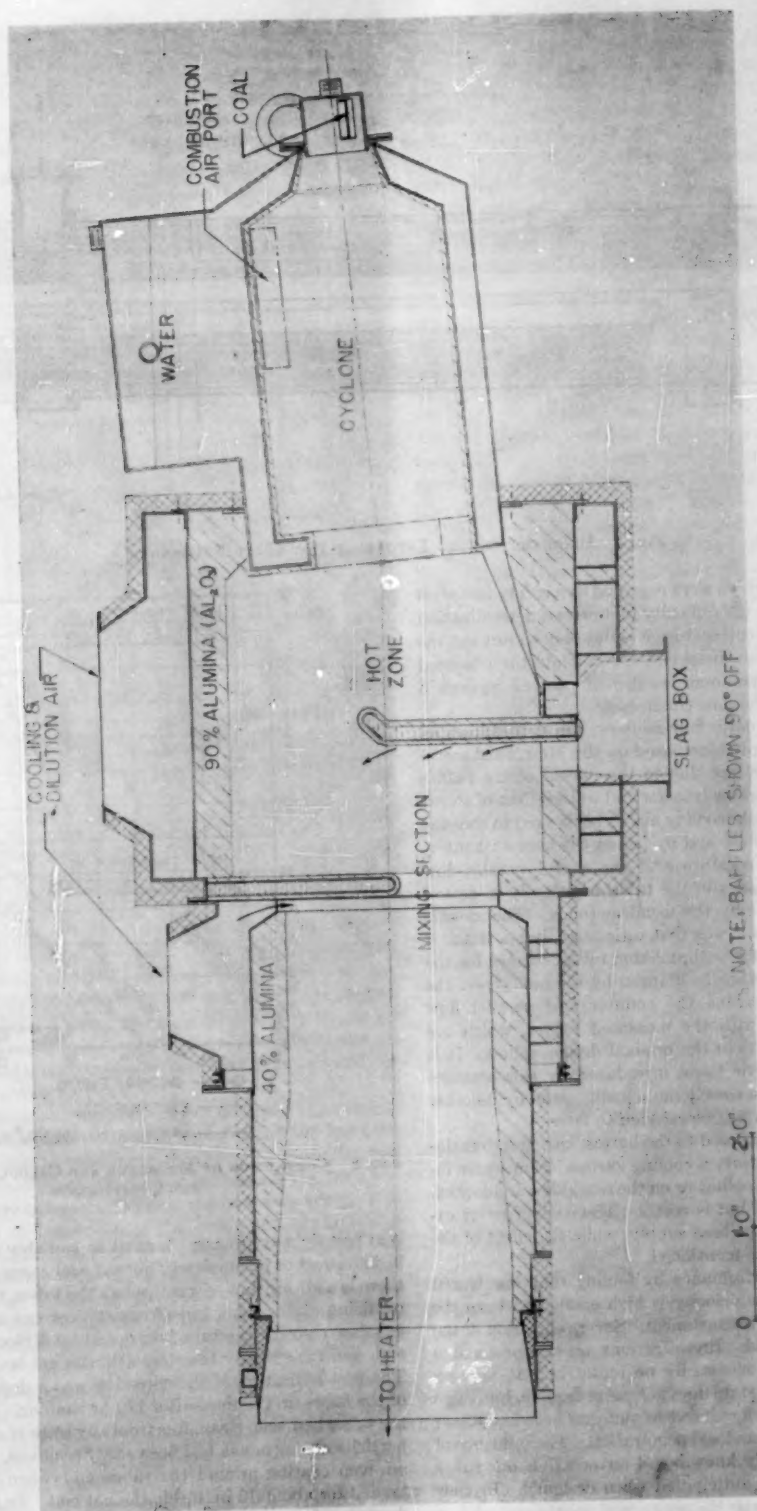 COOLING &
DILUTION AIR
Q
WATER
COMBUSTION
AIR PORT
COAL
CYCLONE
90% ALUMINA (AL₂O₃)
40% ALUMINA
HOT
ZONE
MIXING SECTION
TO HEATER
SLAG BOX
0 1.0 2.0
NOTE, BAFFLES SHOWN 90° OFF